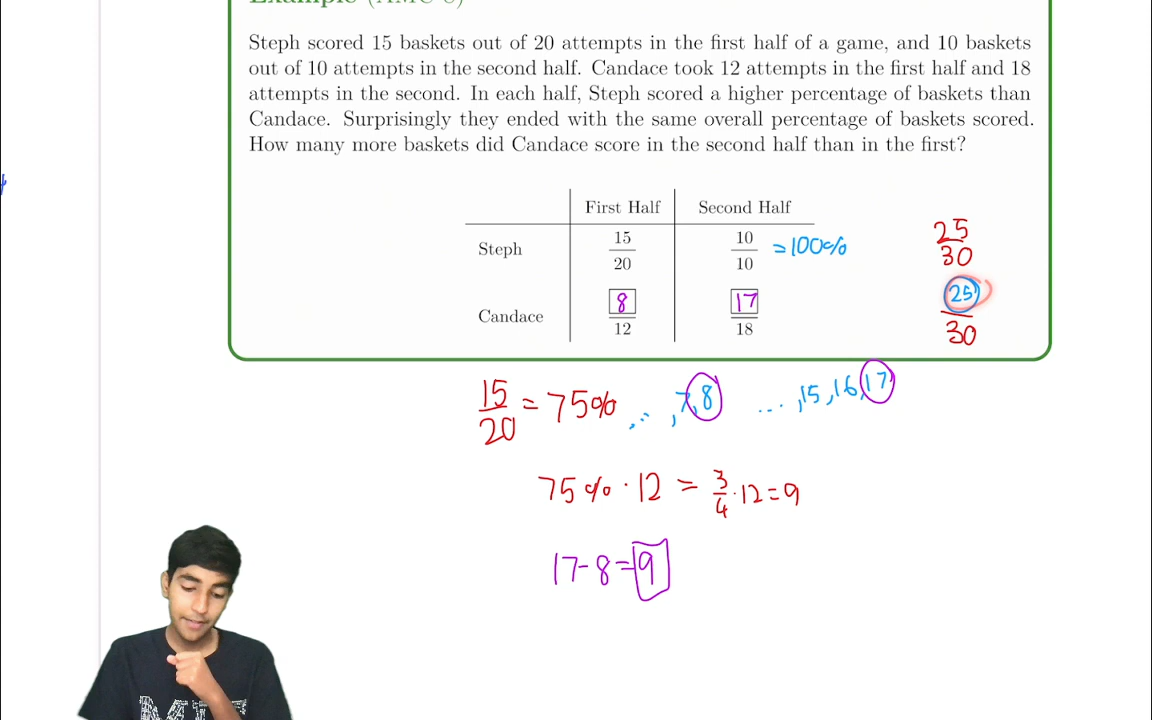 Example (AMC 8)
Steph scored 15 baskets out of 20 attempts in the first half of a game, and 10 baskets
out of 10 attempts in the second half. Candace took 12 attempts in the first half and 18
attempts in the second. In each half, Steph scored a higher percentage of baskets than
Candace. Surprisingly they ended with the same overall percentage of baskets scored.
How many more baskets did Candace score in the second half than in the first?
First Half Second Half
Steph 15/20 10/10 =100% 25/30
Candace 8/12 17/18 25/30
15/20 = 75% ,..,7,8 ...,15,16,17
75% · 12 = 3/4 · 12 = 9
17-8=9